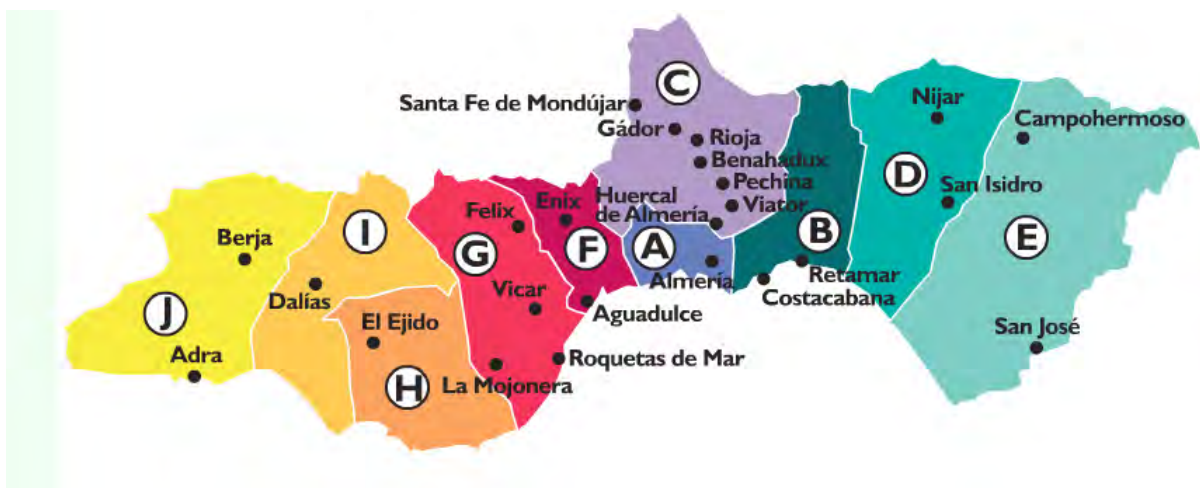 C
Santa Fe de Mondújar
Nijar
Campohermoso
Gádor
Rioja
Benahadux
Pechina
D
San Isidro
Enix
Huercal
de Almería
Viator
Felix
I
B
E
Berja
G
F
A
Almería
Retamar
Costacabana
Dalías
Vicar
Aguadulce
J
El Ejido
San José
Adra
H
La Mojonera
Roquetas de Mar